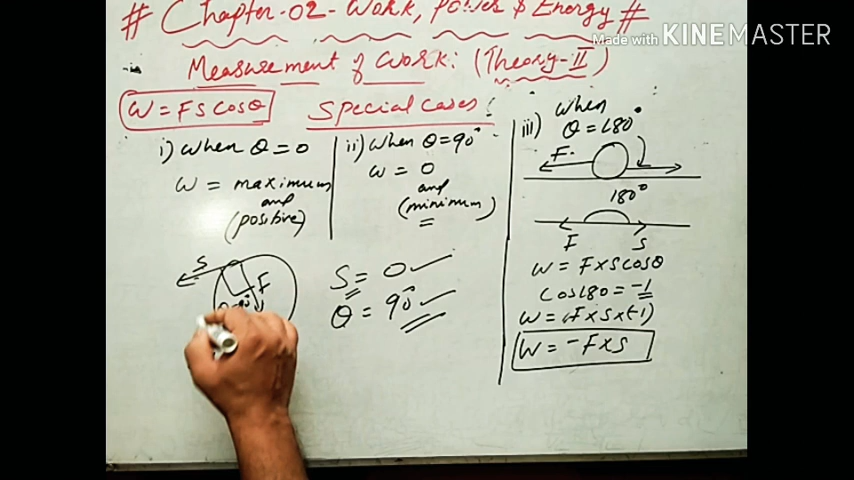 # Chapter-02-Work, Power & Energy #
Made with KINEMASTER
Measurement of Work: (Theory-II)
W = FS cosθ
Special cases:
i) when θ = 0
W = maximum
and
(positive)
S
F
ii) when θ = 90°
W = 0
and
(minimum)
S = 0
θ = 90°
iii) when
θ = 180°
F
180°
F S
W = F x S cosθ
Cos180 = -1
W = F x S x (-1)
W = - F x S